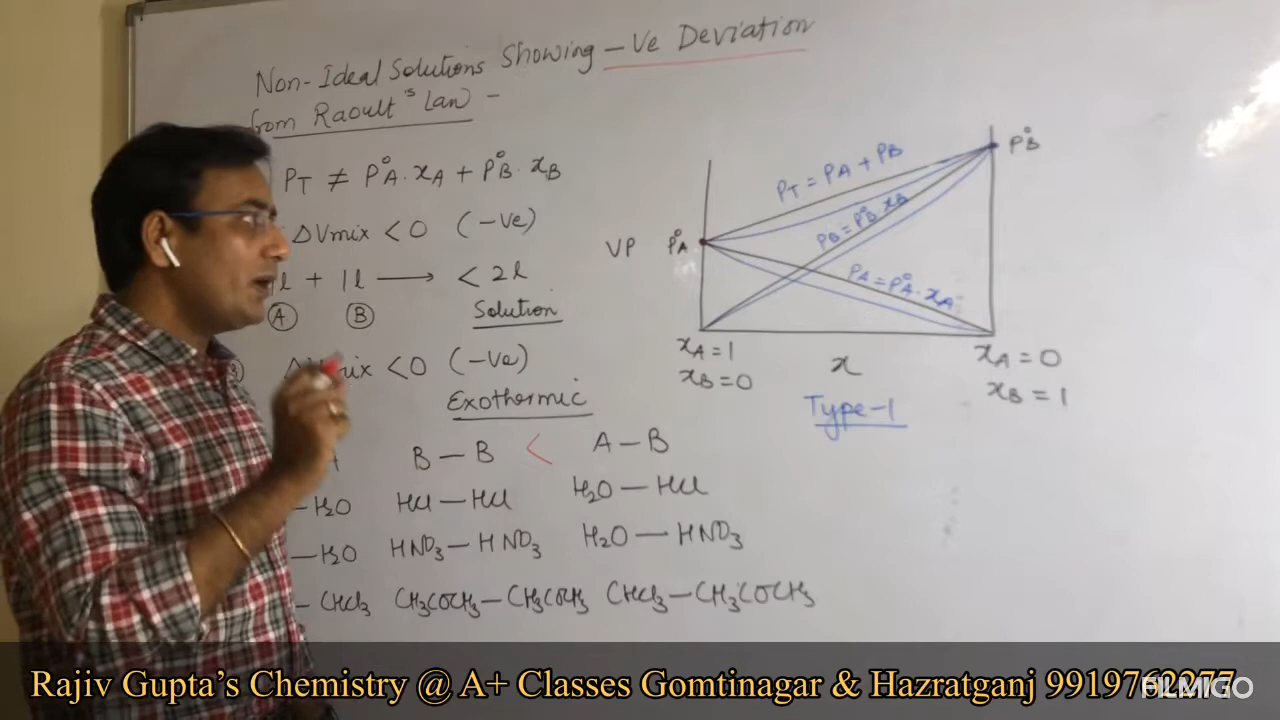 Non-Ideal Solutions Showing -Ve Deviation
from Raoult's Law -
PT ≠ P°A · xA + P°B · xB
ΔVmix < 0 (-Ve)
1l + 1l ⟶ < 2l
Ⓐ Ⓑ Solution
mix < 0 (-Ve)
Exothermic
B - B < A - B
- H2O HCl - HCl H2O - HCl
- H2O HNO3 - HNO3 H2O - HNO3
- CHCl3 CH3COCH3 - CH3COCH3 CHCl3 - CH3COCH3
P°B
PT = PA + PB
PB = P°B xB
VP P°A
PA = P°A · xA
xA = 1 x xA = 0
xB = 0 xB = 1
Type-1
Rajiv Gupta's Chemistry @ A+ Classes Gomtinagar & Hazratganj 9919762277
FILMIGO